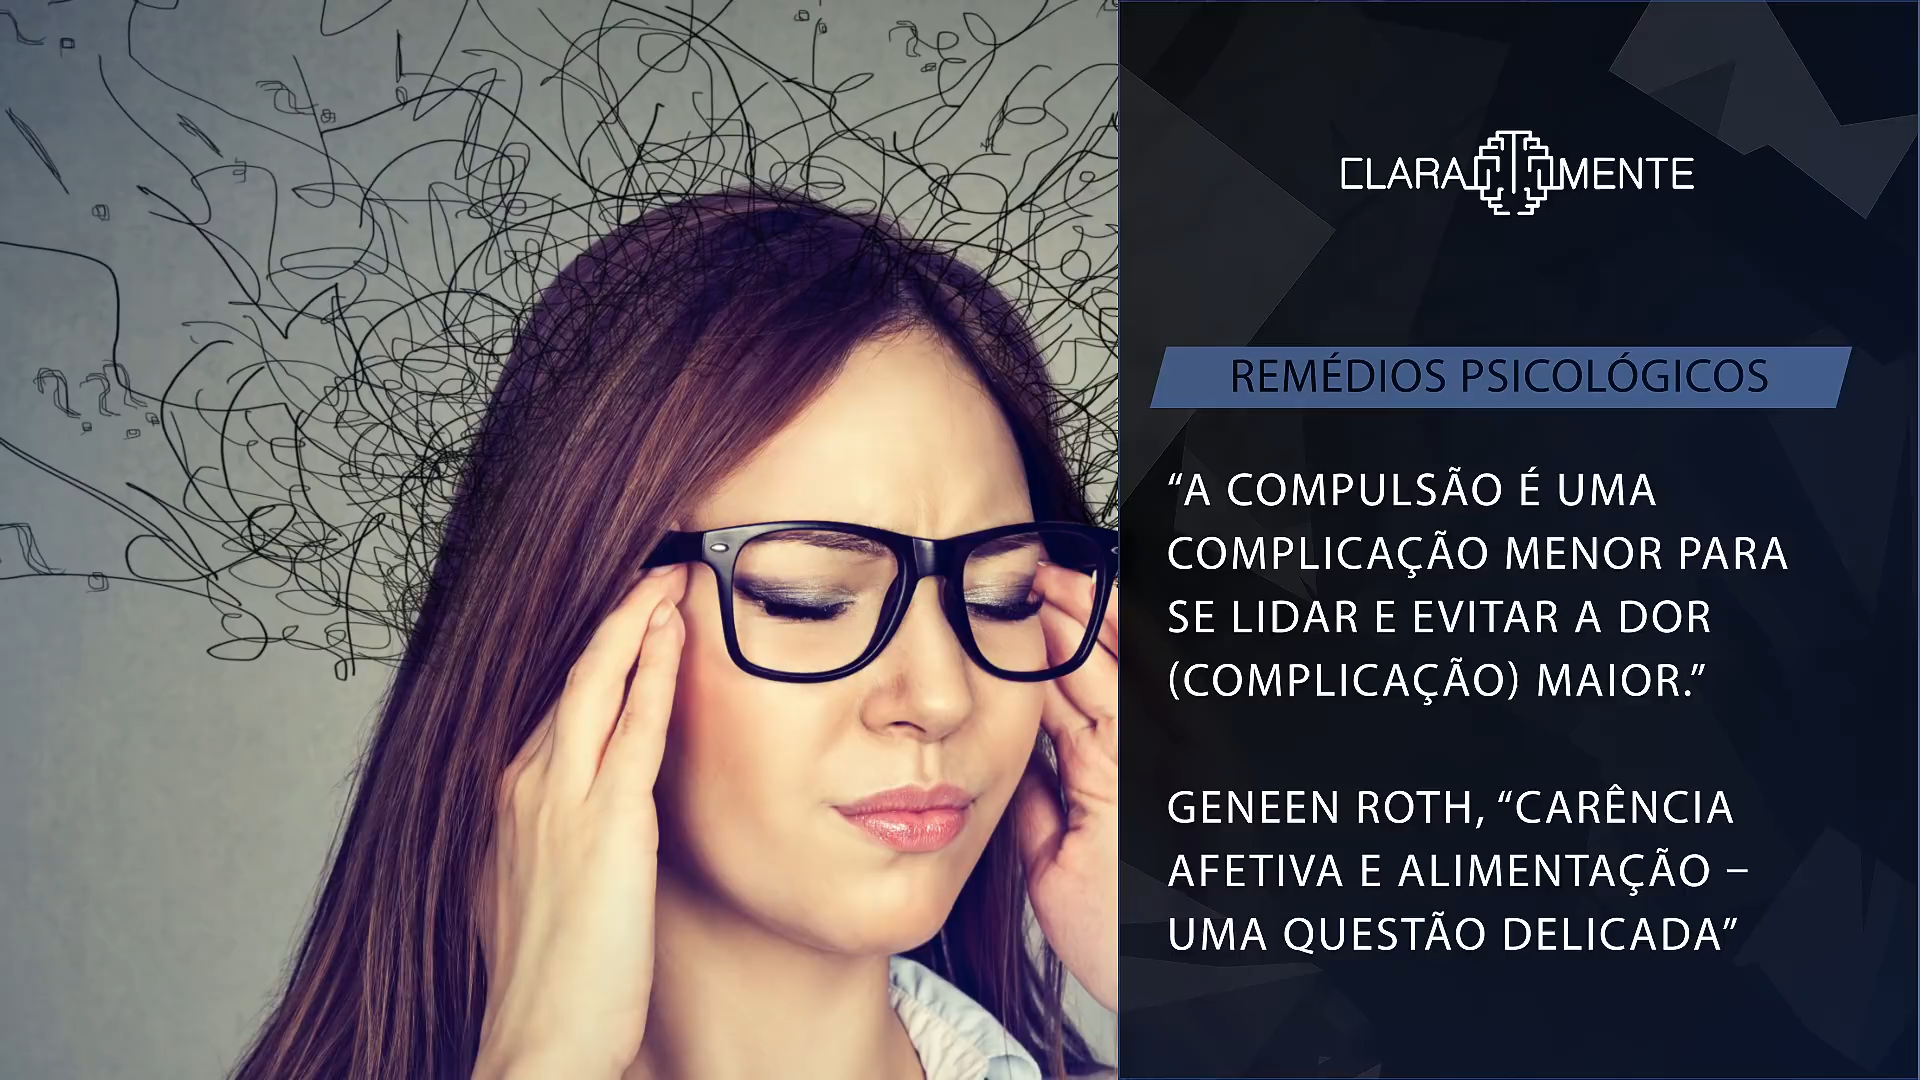 CLARAMENTE
REMÉDIOS PSICOLÓGICOS
“A COMPULSÃO É UMA
COMPLICAÇÃO MENOR PARA
SE LIDAR E EVITAR A DOR
(COMPLICAÇÃO) MAIOR.”
GENEEN ROTH, “CARÊNCIA
AFETIVA E ALIMENTAÇÃO –
UMA QUESTÃO DELICADA”